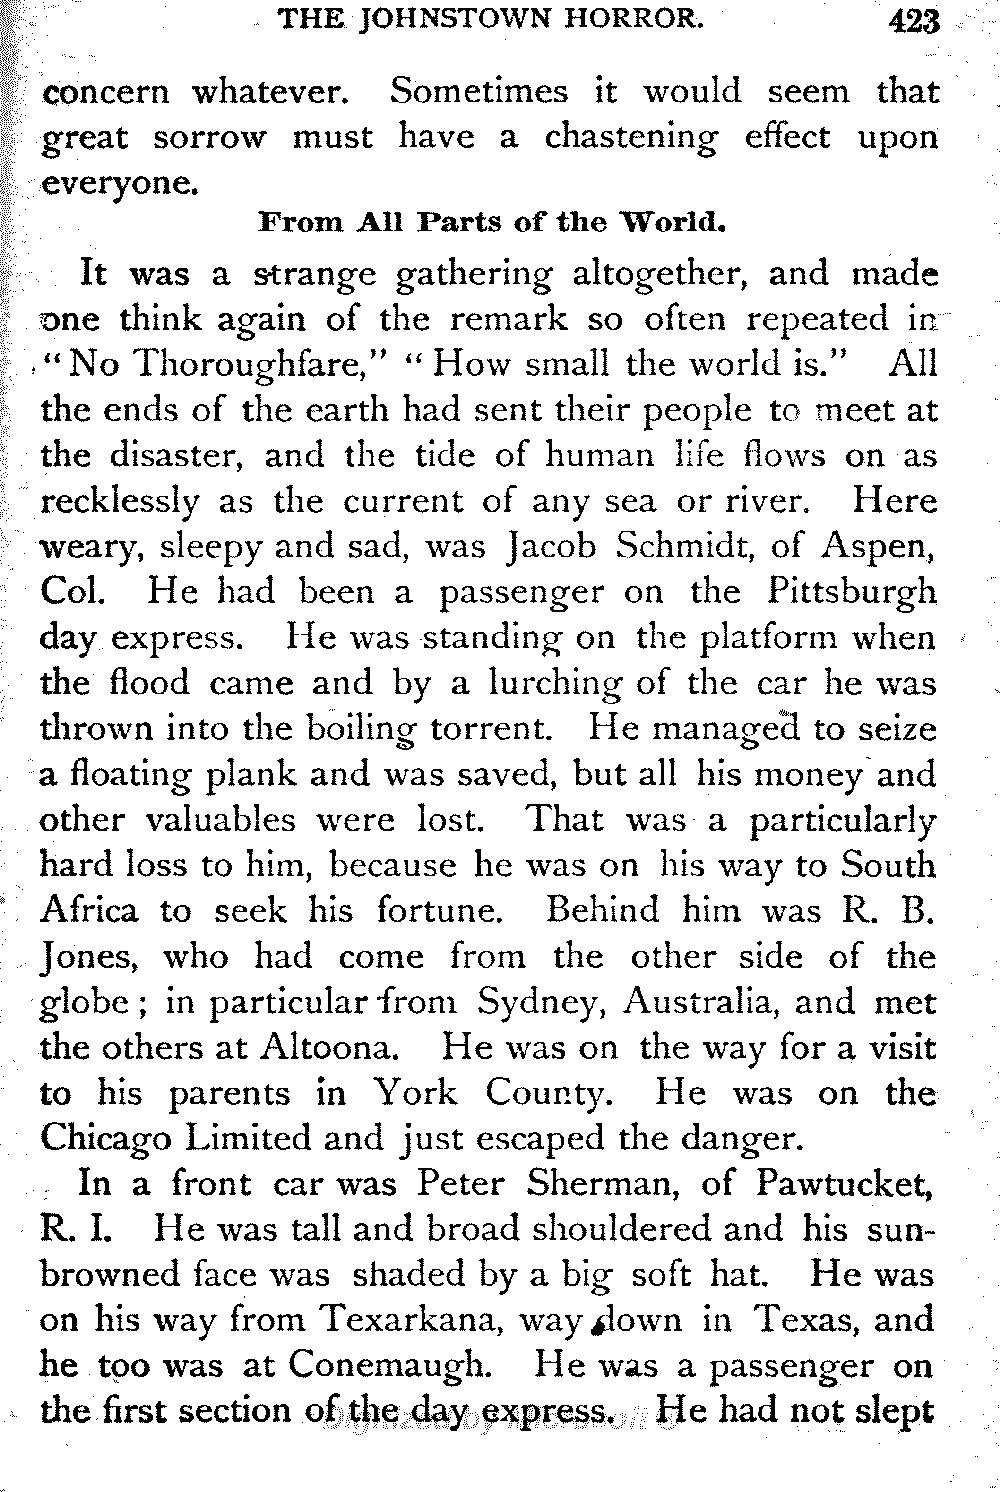 THE JOHNSTOWN HORROR. 423
concern whatever. Sometimes it would seem that
great sorrow must have a chastening effect upon
everyone.
From All Parts of the World.
It was a strange gathering altogether, and made
one think again of the remark so often repeated in
"No Thoroughfare," "How small the world is." All
the ends of the earth had sent their people to meet at
the disaster, and the tide of human life flows on as
recklessly as the current of any sea or river. Here
weary, sleepy and sad, was Jacob Schmidt, of Aspen,
Col. He had been a passenger on the Pittsburgh
day express. He was standing on the platform when
the flood came and by a lurching of the car he was
thrown into the boiling torrent. He managed to seize
a floating plank and was saved, but all his money and
other valuables were lost. That was a particularly
hard loss to him, because he was on his way to South
Africa to seek his fortune. Behind him was R. B.
Jones, who had come from the other side of the
globe; in particular from Sydney, Australia, and met
the others at Altoona. He was on the way for a visit
to his parents in York County. He was on the
Chicago Limited and just escaped the danger.
In a front car was Peter Sherman, of Pawtucket,
R. I. He was tall and broad shouldered and his sun-
browned face was shaded by a big soft hat. He was
on his way from Texarkana, way down in Texas, and
he too was at Conemaugh. He was a passenger on
the first section of the day express. He had not slept